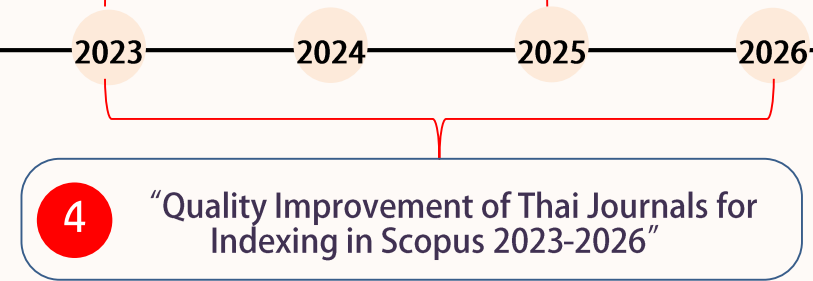 2023 2024 2025 2026
4
“Quality Improvement of Thai Journals for
Indexing in Scopus 2023-2026”